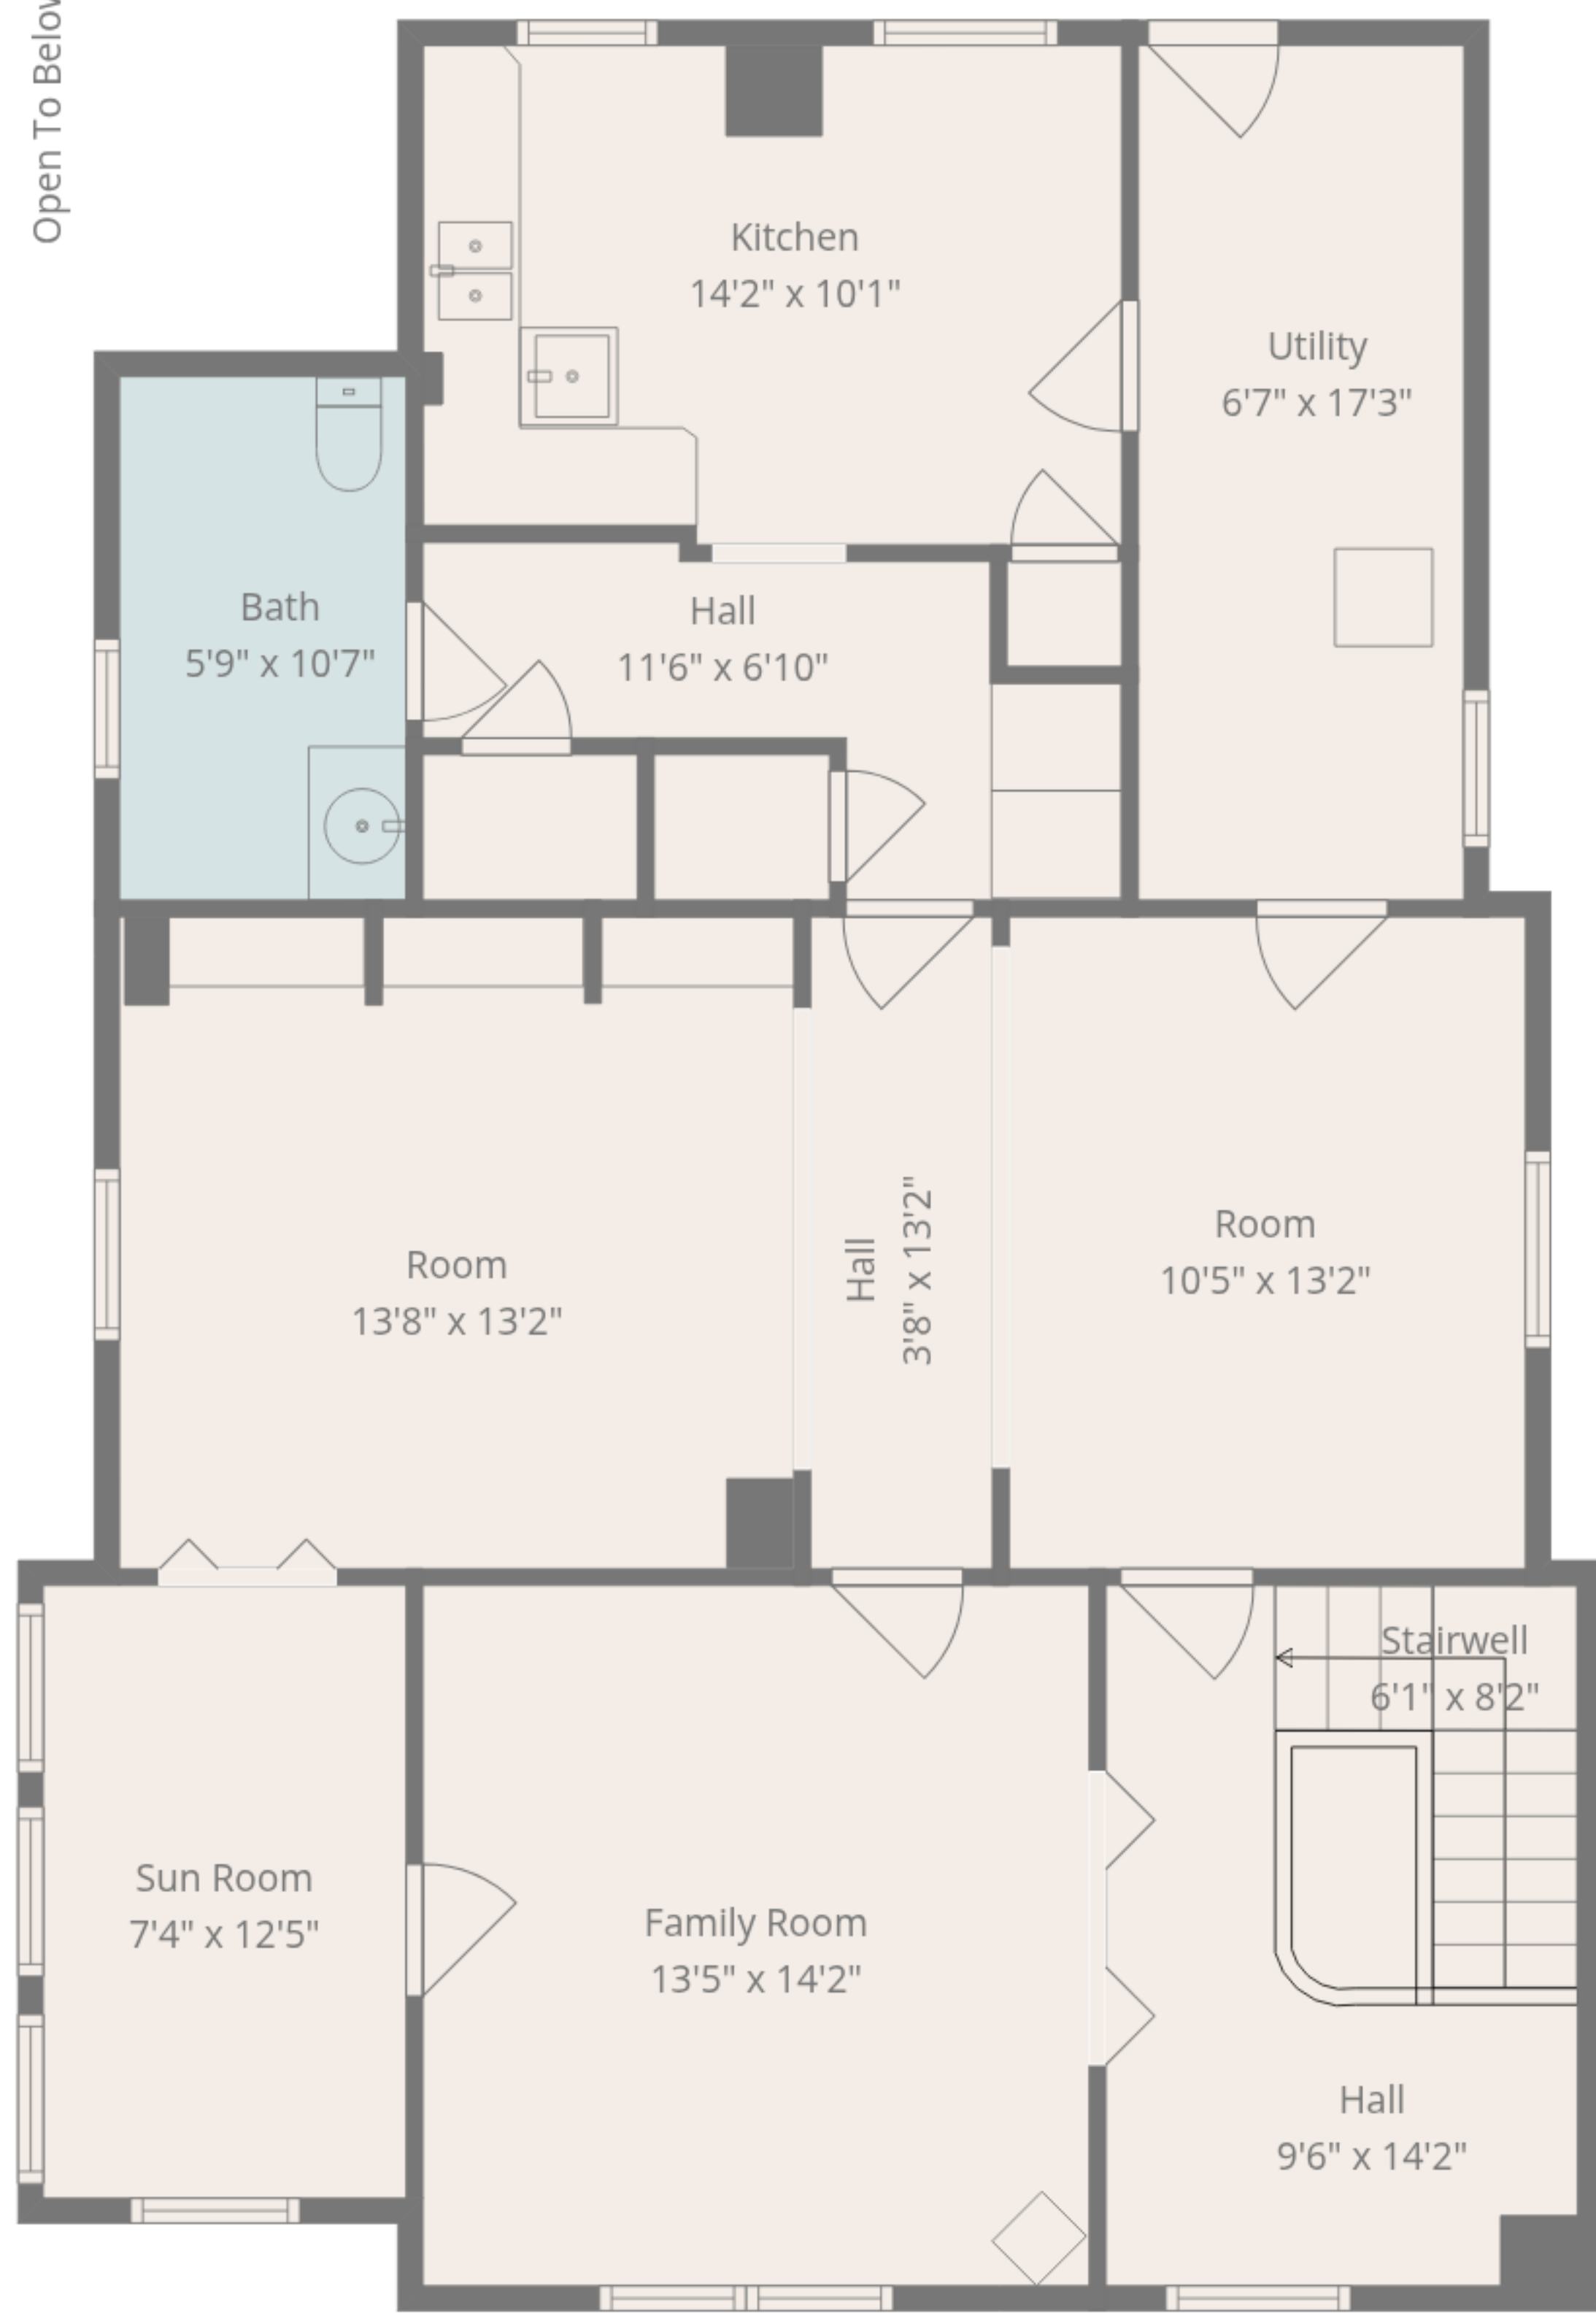 Open To Below
Kitchen
14'2" x 10'1"
Utility
6'7" x 17'3"
Bath
5'9" x 10'7"
Hall
11'6" x 6'10"
Room
13'8" x 13'2"
Hall
3'8" x 13'2"
Room
10'5" x 13'2"
Stairwell
6'1" x 8'2"
Sun Room
7'4" x 12'5"
Family Room
13'5" x 14'2"
Hall
9'6" x 14'2"